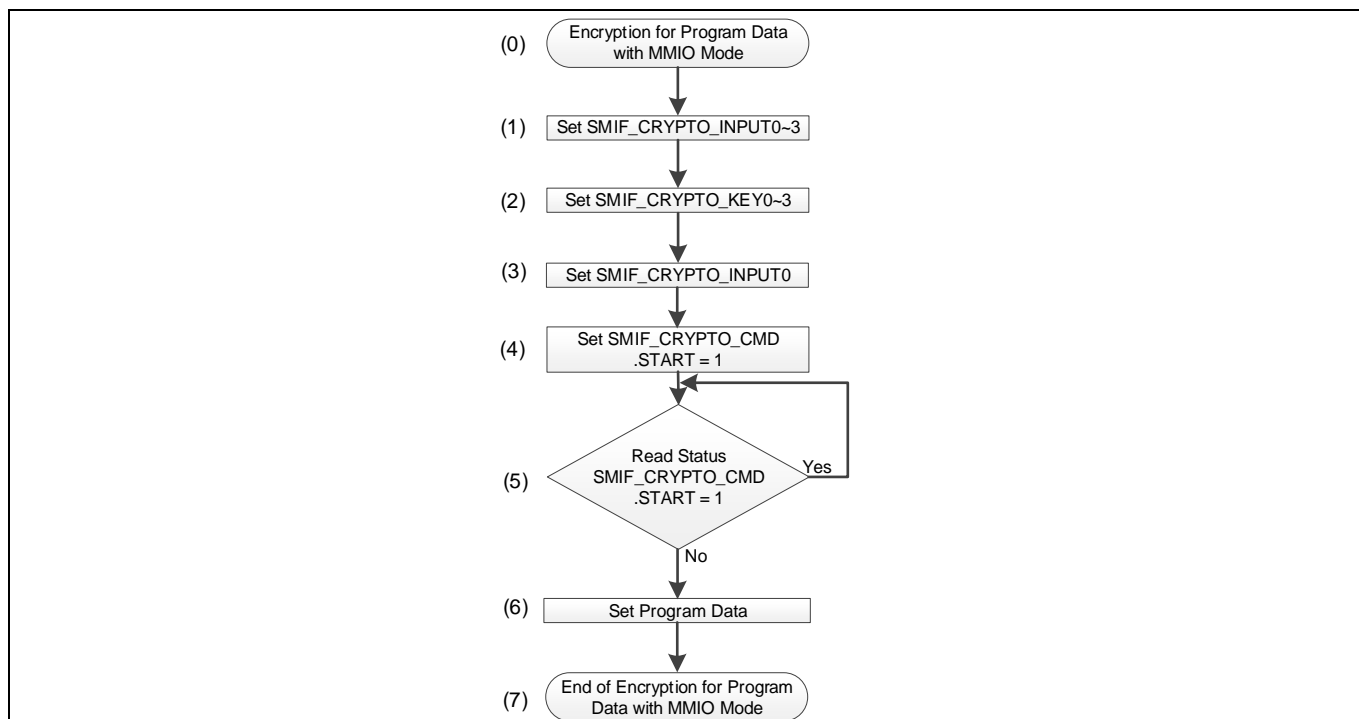 (0)
Encryption for Program Data
with MMIO Mode
(1)
Set SMIF_CRYPTO_INPUT0~3
(2)
Set SMIF_CRYPTO_KEY0~3
(3)
Set SMIF_CRYPTO_INPUT0
(4)
Set SMIF_CRYPTO_CMD
.START = 1
(5)
Read Status
SMIF_CRYPTO_CMD
.START = 1
Yes
No
(6)
Set Program Data
(7)
End of Encryption for Program
Data with MMIO Mode